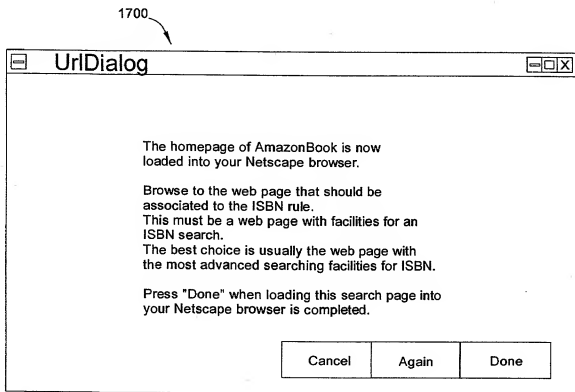 1700
UrlDialog
The homepage of AmazonBook is now
loaded into your Netscape browser.
Browse to the web page that should be
associated to the ISBN rule.
This must be a web page with facilities for an
ISBN search.
The best choice is usually the web page with
the most advanced searching facilities for ISBN.
Press "Done" when loading this search page into
your Netscape browser is completed.
Cancel Again Done